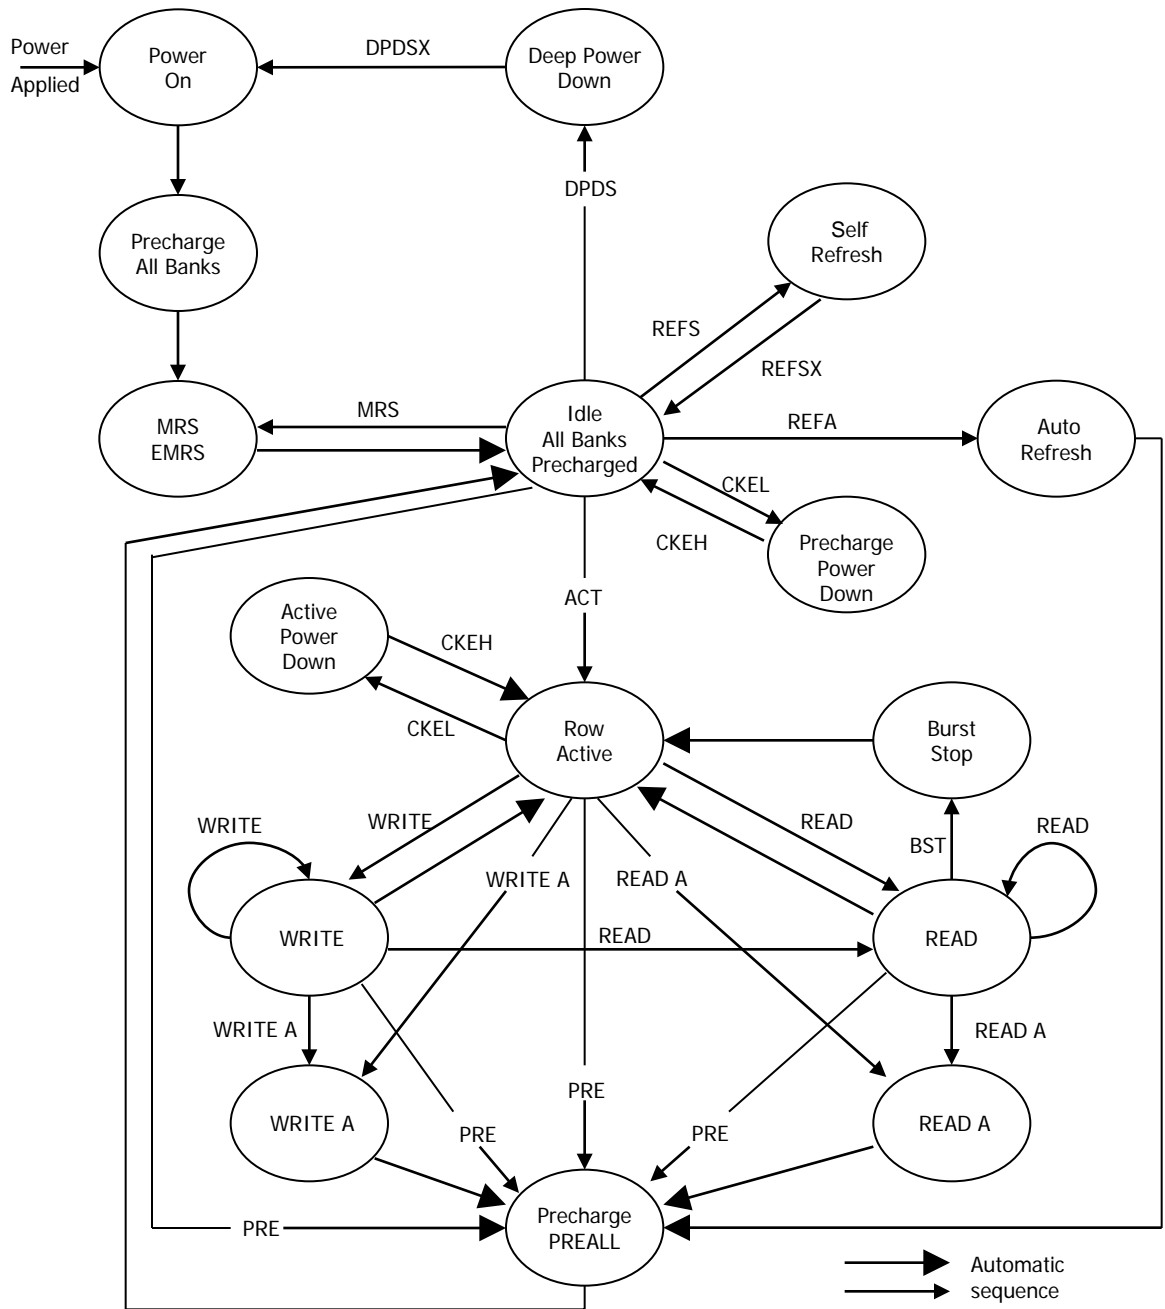 Power
Applied
Power
On
DPDSX
Deep Power
Down
DPDS
Precharge
All Banks
Self
Refresh
REFS
REFSX
MRS
EMRS
MRS
Idle
All Banks
Precharged
REFA
Auto
Refresh
CKEL
CKEH
Precharge
Power
Down
ACT
Active
Power
Down
CKEH
CKEL
Row
Active
Burst
Stop
WRITE
WRITE
READ
BST
READ
WRITE A
READ A
WRITE
READ
READ
WRITE A
READ A
PRE
WRITE A
PRE
PRE
READ A
PRE
Precharge
PREALL
Automatic
sequence